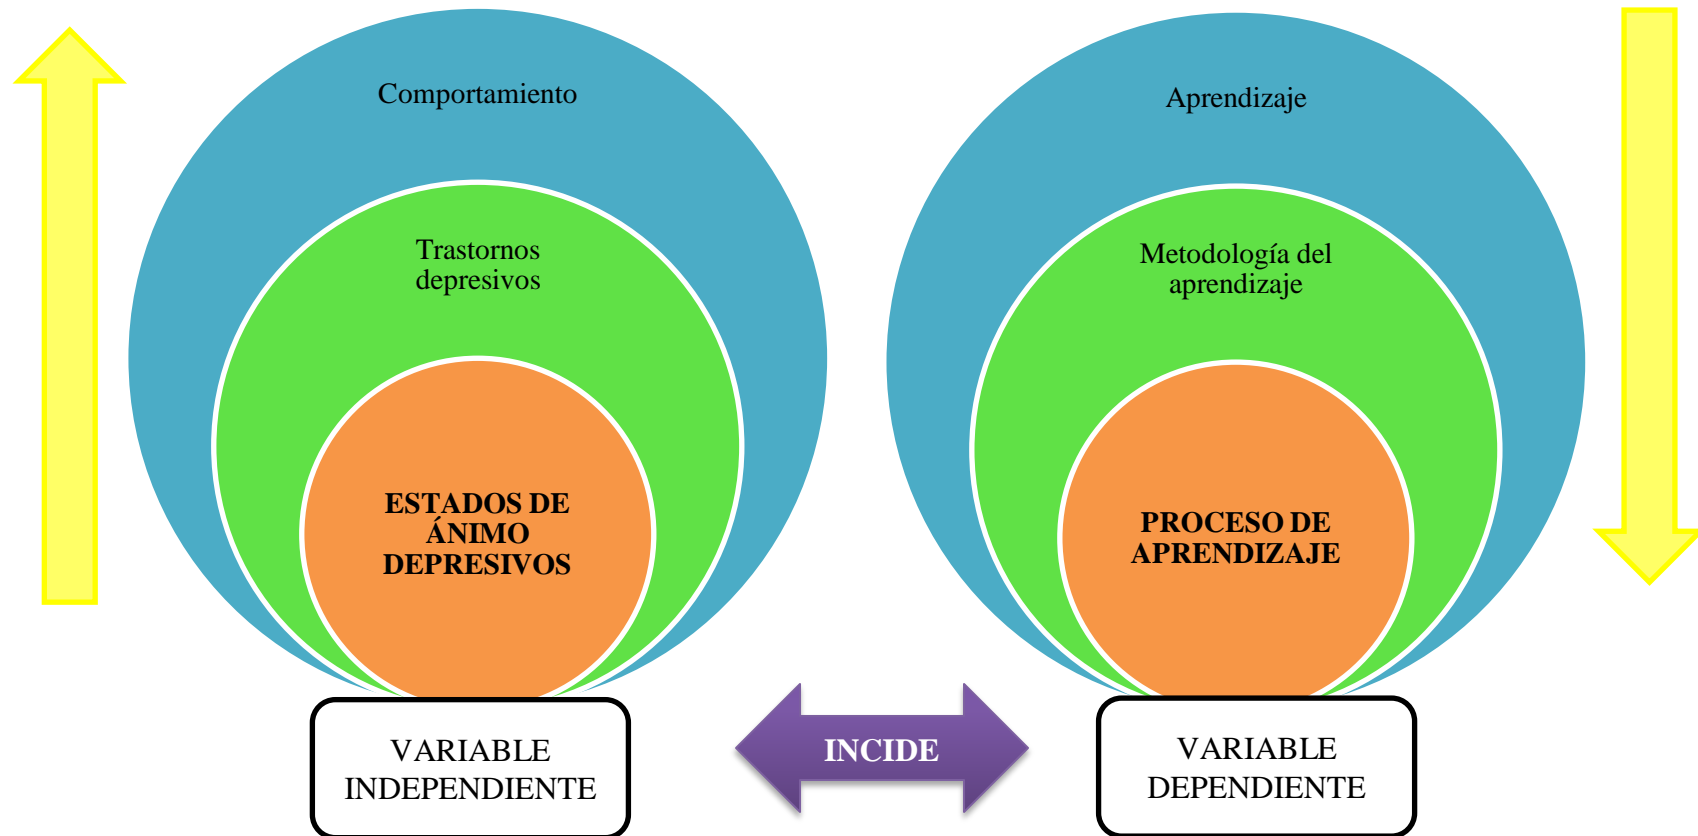 Comportamiento
Trastornos
depresivos
ESTADOS DE
ÁNIMO
DEPRESIVOS
VARIABLE
INDEPENDIENTE
INCIDE
Aprendizaje
Metodología del
aprendizaje
PROCESO DE
APRENDIZAJE
VARIABLE
DEPENDIENTE